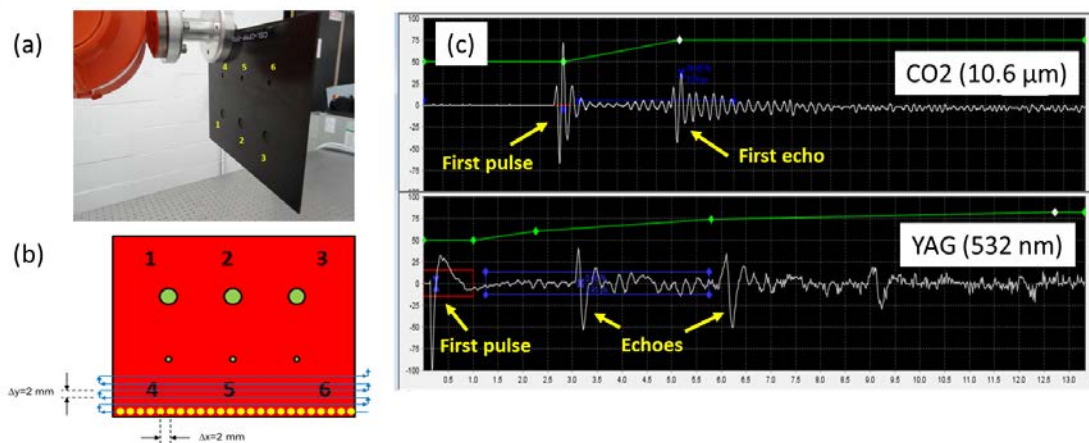 (a)
4 5 6
1
2
3
(b)
1 2 3
4 5 6
Δy=2 mm
Δx=2 mm
(c)
100
75
50
25
0
-25
-50
-75
-100
CO2 (10.6 µm)
First pulse
First echo
100
75
50
25
0
-25
-50
-75
-100
YAG (532 nm)
First pulse
Echoes
0.5 1.0 1.5 2.0 2.5 3.0 3.5 4.0 4.5 5.0 5.5 6.0 6.5 7.0 7.5 8.0 8.5 9.0 9.5 10.0 10.5 11.0 11.5 12.0 12.5 13.3